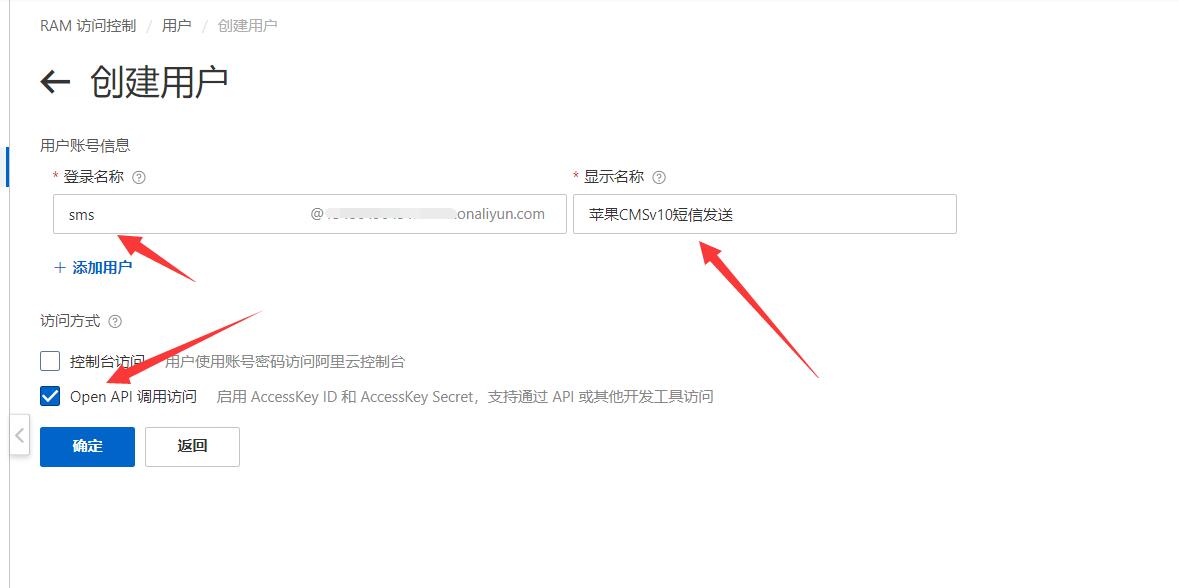 RAM 访问控制 / 用户 / 创建用户
← 创建用户
用户账号信息
* 登录名称 * 显示名称
sms @ onaliyun.com 苹果CMSv10短信发送
+ 添加用户
访问方式
控制台访问 用户使用账号密码访问阿里云控制台
Open API 调用访问 启用 AccessKey ID 和 AccessKey Secret，支持通过 API 或其他开发工具访问
确定 返回